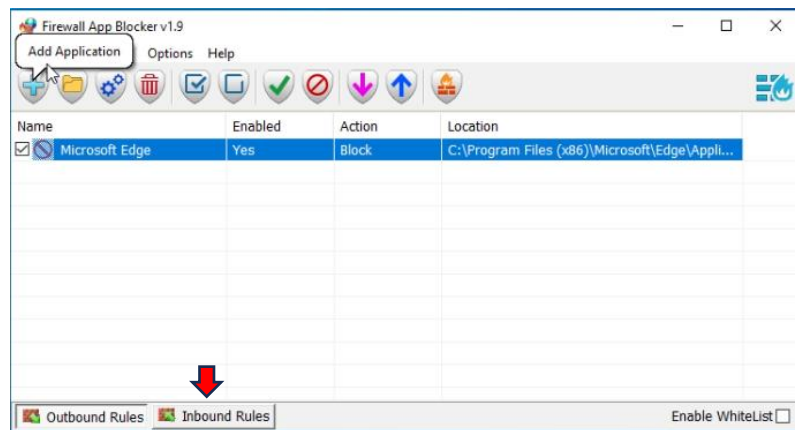 Firewall App Blocker v1.9
Add Application Options Help
Name Enabled Action Location
Microsoft Edge Yes Block C:\Program Files (x86)\Microsoft\Edge\Appli...
Outbound Rules Inbound Rules Enable WhiteList